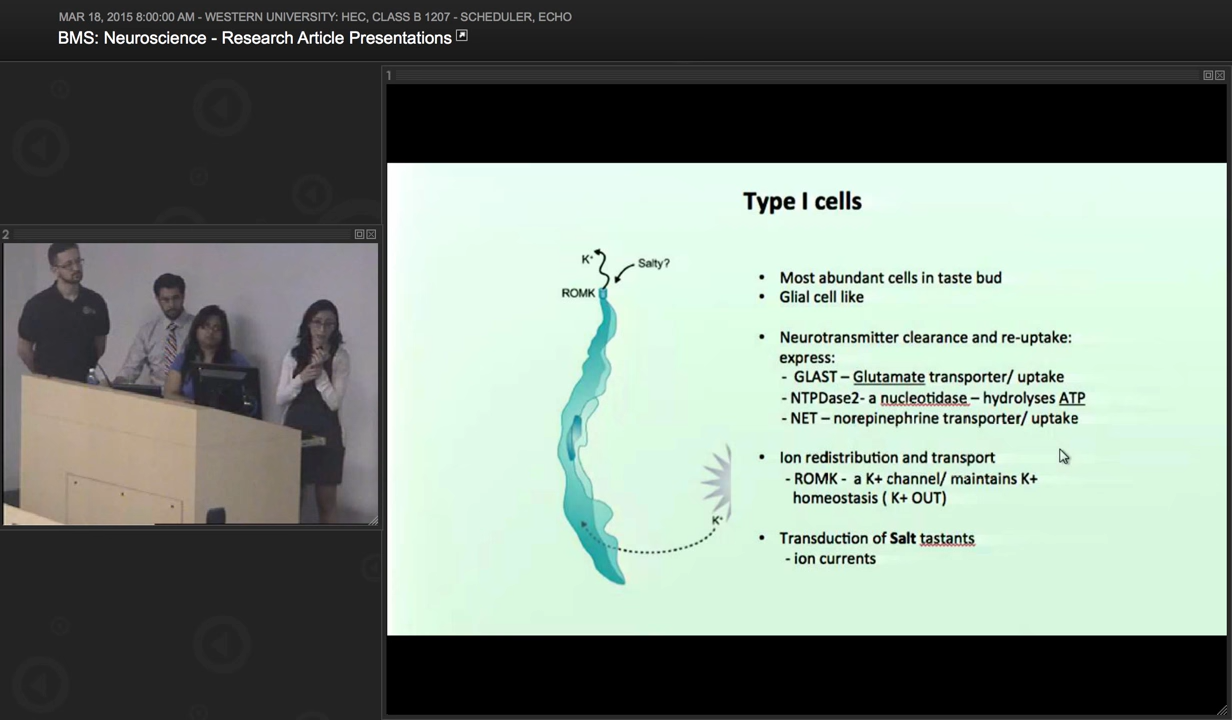 MAR 18, 2015 8:00:00 AM - WESTERN UNIVERSITY: HEC, CLASS B 1207 - SCHEDULER, ECHO
BMS: Neuroscience - Research Article Presentations
1
2
Type I cells
K+
Salty?
ROMK
K+
• Most abundant cells in taste bud
• Glial cell like
• Neurotransmitter clearance and re-uptake:
express:
- GLAST – Glutamate transporter/ uptake
- NTPDase2- a nucleotidase – hydrolyses ATP
- NET – norepinephrine transporter/ uptake
• Ion redistribution and transport
- ROMK - a K+ channel/ maintains K+
homeostasis ( K+ OUT)
• Transduction of Salt tastants
- ion currents